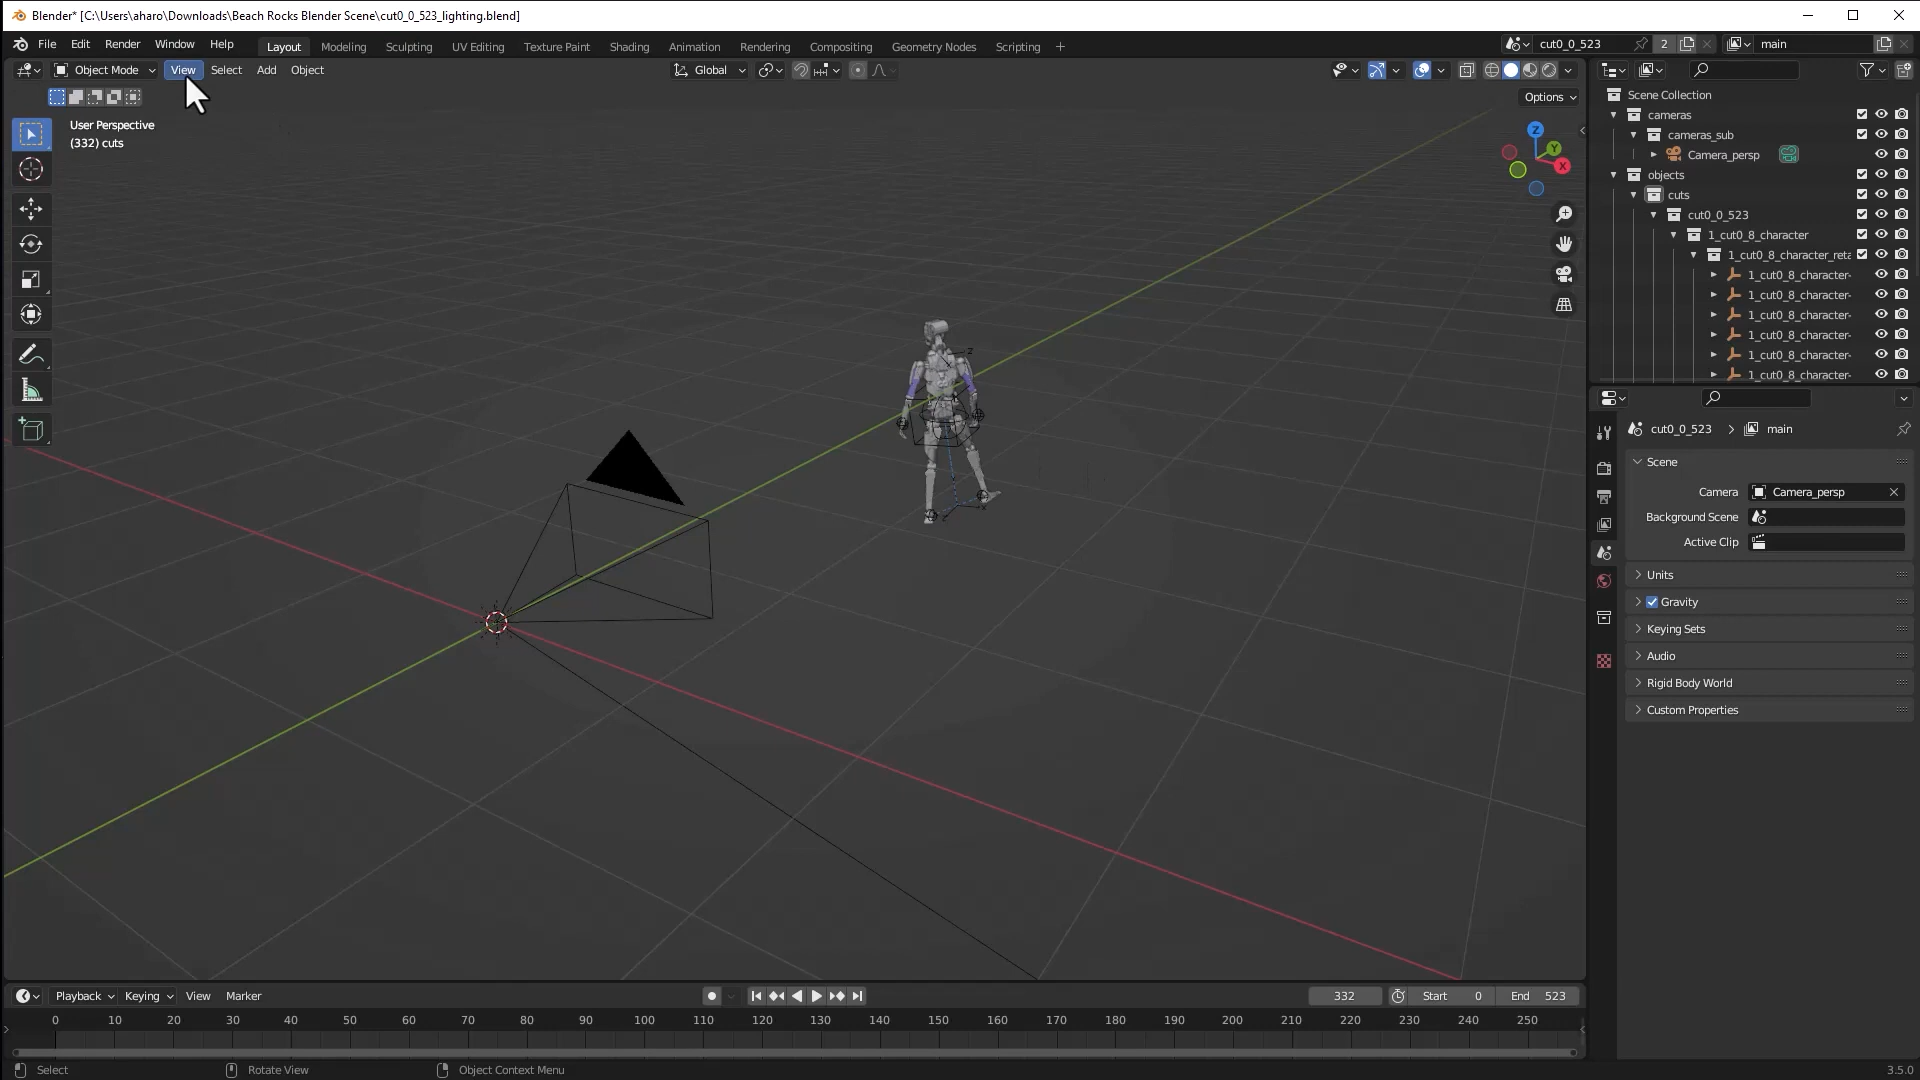 Blender* [C:\Users\aharo\Downloads\Beach Rocks Blender Scene\cut0_0_523_lighting.blend]
File Edit Render Window Help Layout Modeling Sculpting UV Editing Texture Paint Shading Animation Rendering Compositing Geometry Nodes Scripting + cut0_0_523 2 main
Object Mode View Select Add Object Global
Options
User Perspective
(332) cuts
Z
Y
X
Scene Collection
cameras
cameras_sub
Camera_persp
objects
cuts
cut0_0_523
1_cut0_8_character
1_cut0_8_character_reta
1_cut0_8_character-
1_cut0_8_character-
1_cut0_8_character-
1_cut0_8_character-
1_cut0_8_character-
1_cut0_8_character-
cut0_0_523 > main
Scene
Camera Camera_persp
Background Scene
Active Clip
Units
Gravity
Keying Sets
Audio
Rigid Body World
Custom Properties
Playback Keying View Marker 332 Start 0 End 523
0 10 20 30 40 50 60 70 80 90 100 110 120 130 140 150 160 170 180 190 200 210 220 230 240 250
Select Rotate View Object Context Menu 3.5.0